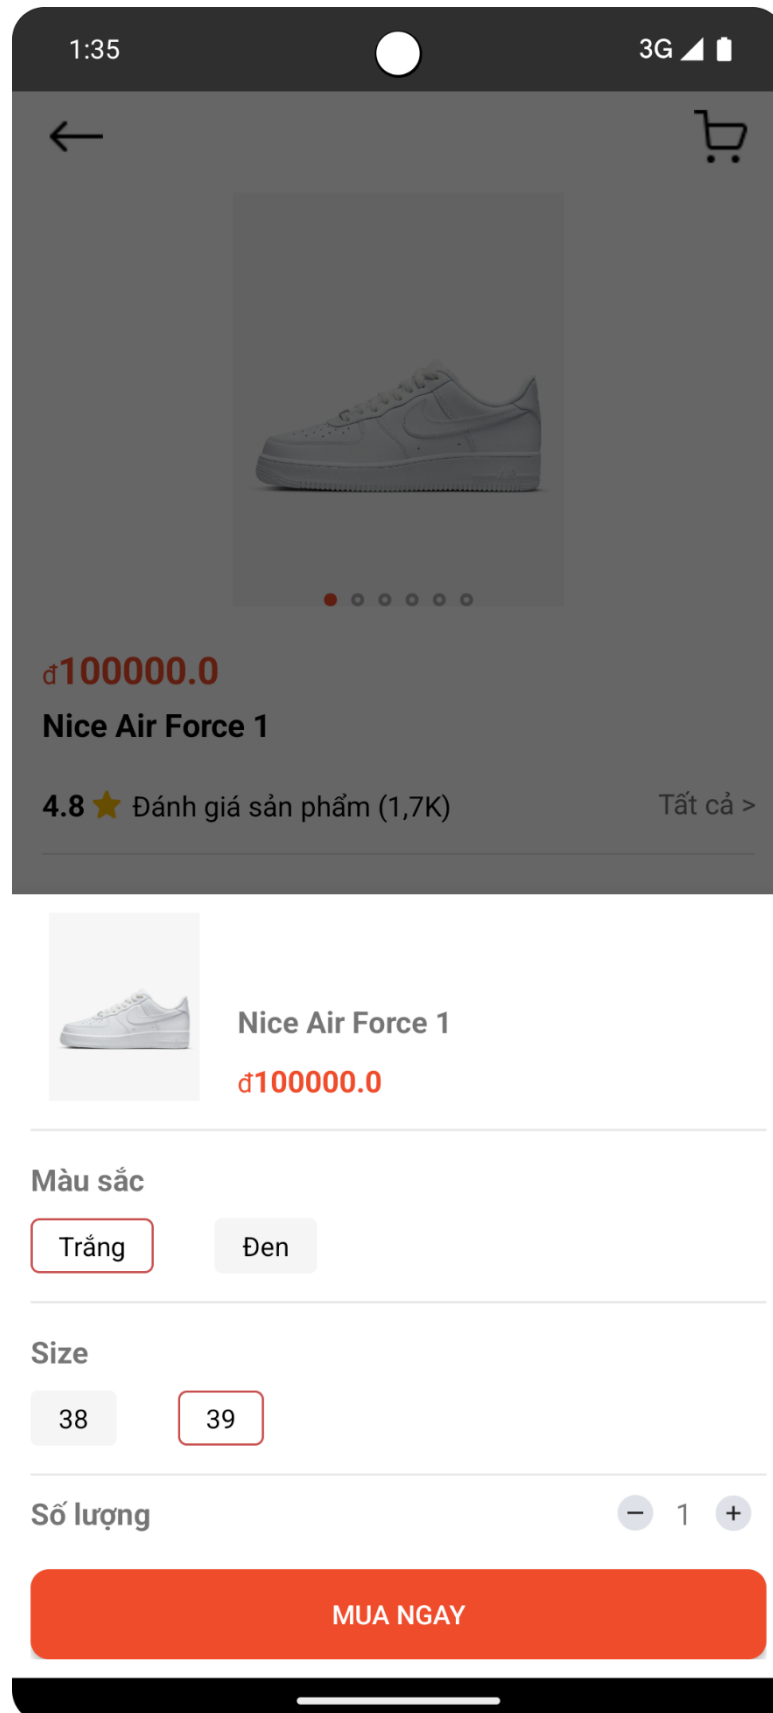 1:35
3G
đ100000.0
Nice Air Force 1
4.8 Đánh giá sản phẩm (1,7K)
Tất cả >
Nice Air Force 1
đ100000.0
Màu sắc
Trắng Đen
Size
38 39
Số lượng
− 1 +
MUA NGAY